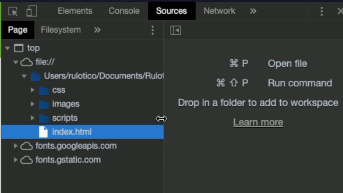 Elements Console Sources Network »
Page Filesystem »
top
file://
Users/rulotico/Documents/Rulot
css
images
scripts
index.html
fonts.googleapis.com
fonts.gstatic.com
⌘ P Open file
⌘ ⇧ P Run command
Drop in a folder to add to workspace
Learn more